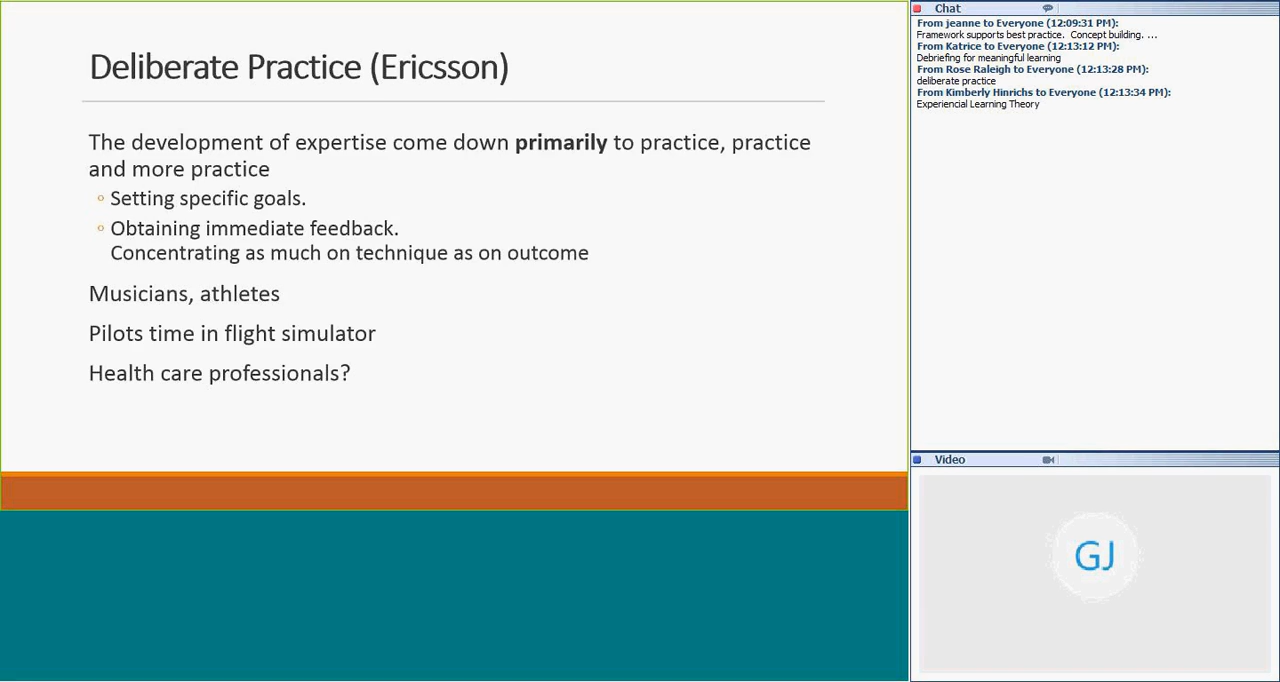 Deliberate Practice (Ericsson)
The development of expertise come down primarily to practice, practice
and more practice
Setting specific goals.
Obtaining immediate feedback.
Concentrating as much on technique as on outcome
Musicians, athletes
Pilots time in flight simulator
Health care professionals?
Chat
From jeanne to Everyone (12:09:31 PM):
Framework supports best practice.  Concept building. ...
From Katrice to Everyone (12:13:12 PM):
Debriefing for meaningful learning
From Rose Raleigh to Everyone (12:13:28 PM):
deliberate practice
From Kimberly Hinrichs to Everyone (12:13:34 PM):
Experiencial Learning Theory
Video
GJ